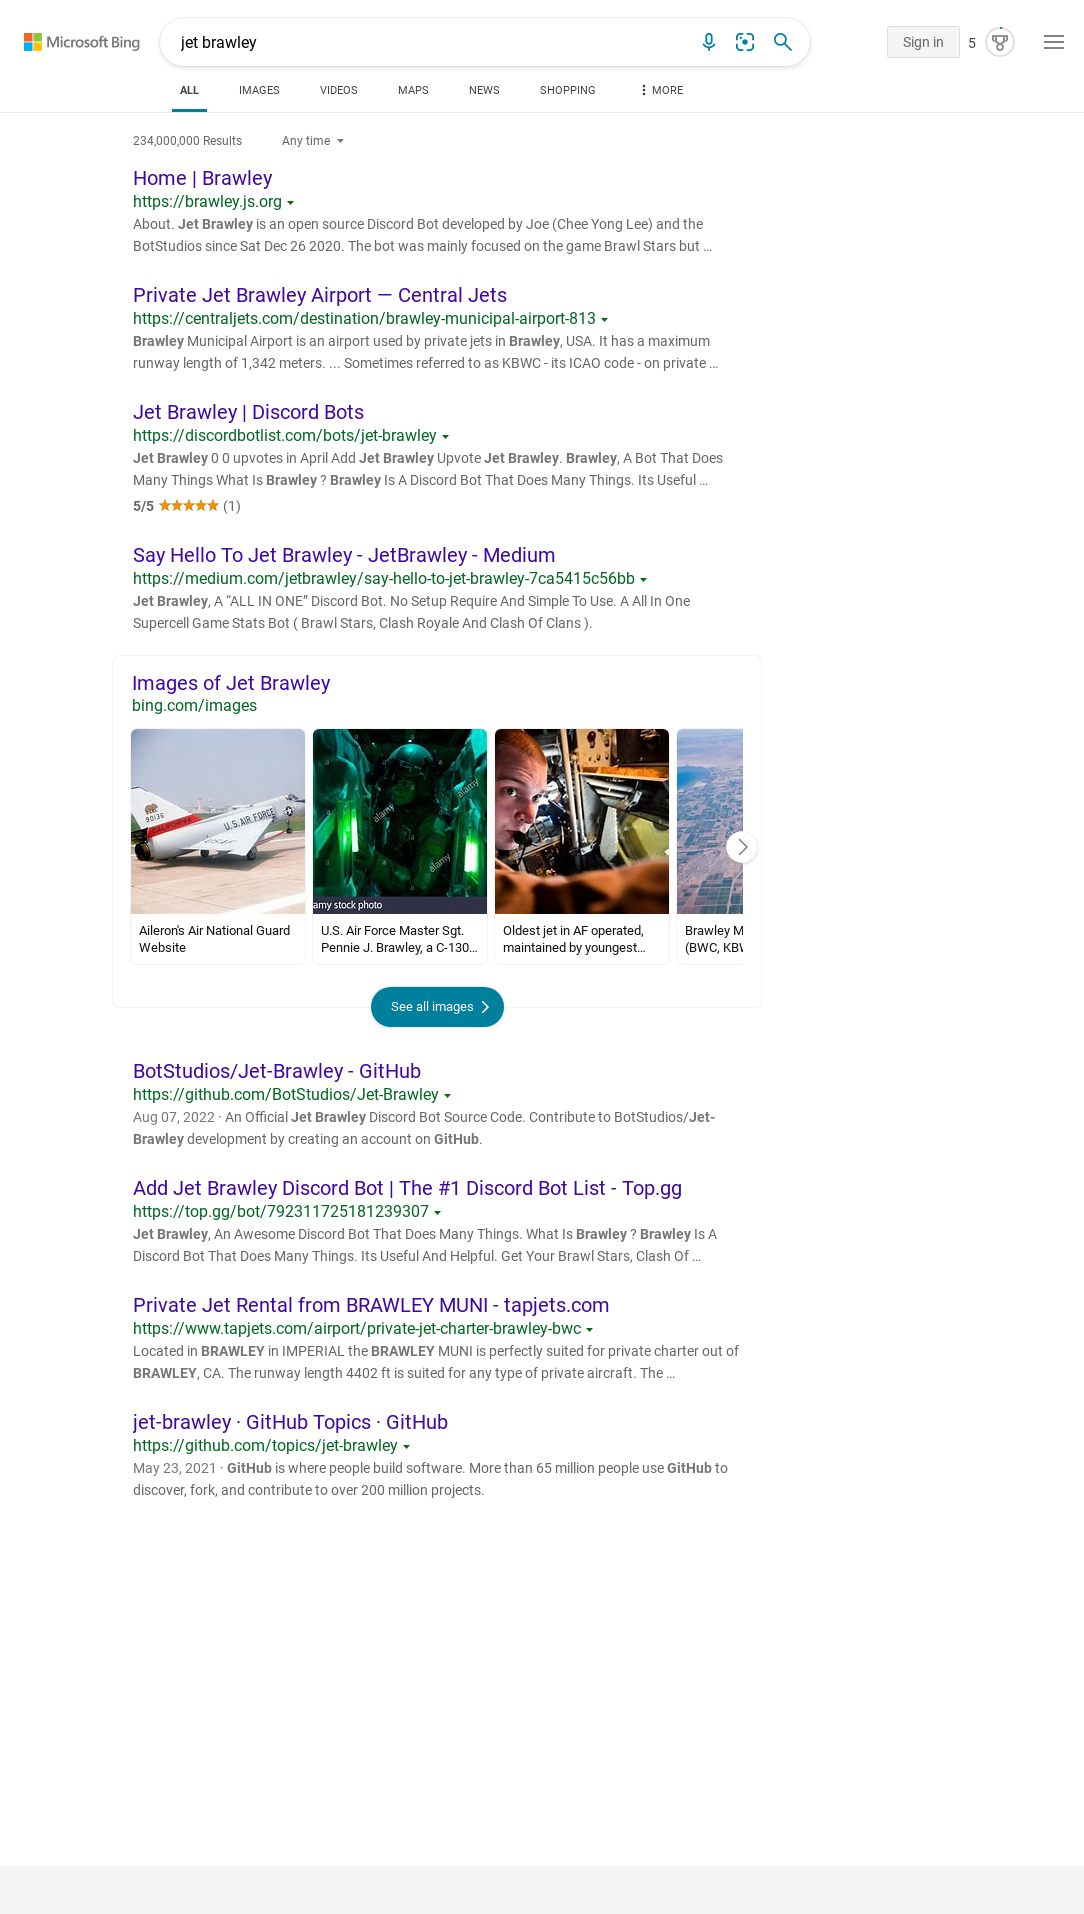 Microsoft Bing
jet brawley
Sign in
5
ALL
IMAGES
VIDEOS
MAPS
NEWS
SHOPPING
MORE
234,000,000 Results
Any time
Home | Brawley
https://brawley.js.org
About. Jet Brawley is an open source Discord Bot developed by Joe (Chee Yong Lee) and the
BotStudios since Sat Dec 26 2020. The bot was mainly focused on the game Brawl Stars but …
Private Jet Brawley Airport — Central Jets
https://centraljets.com/destination/brawley-municipal-airport-813
Brawley Municipal Airport is an airport used by private jets in Brawley, USA. It has a maximum
runway length of 1,342 meters. ... Sometimes referred to as KBWC - its ICAO code - on private …
Jet Brawley | Discord Bots
https://discordbotlist.com/bots/jet-brawley
Jet Brawley 0 0 upvotes in April Add Jet Brawley Upvote Jet Brawley. Brawley, A Bot That Does
Many Things What Is Brawley ? Brawley Is A Discord Bot That Does Many Things. Its Useful …
5/5 ★★★★★ (1)
Say Hello To Jet Brawley - JetBrawley - Medium
https://medium.com/jetbrawley/say-hello-to-jet-brawley-7ca5415c56bb
Jet Brawley, A “ALL IN ONE” Discord Bot. No Setup Require And Simple To Use. A All In One
Supercell Game Stats Bot ( Brawl Stars, Clash Royale And Clash Of Clans ).
Images of Jet Brawley
bing.com/images
90136
CALIFORNIA
U.S. AIR FORCE
alamy
alamy
alamy
amy stock photo
Aileron's Air National Guard
Website
U.S. Air Force Master Sgt.
Pennie J. Brawley, a C-130…
Oldest jet in AF operated,
maintained by youngest…
Brawley M
(BWC, KBW
See all images
BotStudios/Jet-Brawley - GitHub
https://github.com/BotStudios/Jet-Brawley
Aug 07, 2022 · An Official Jet Brawley Discord Bot Source Code. Contribute to BotStudios/Jet-
Brawley development by creating an account on GitHub.
Add Jet Brawley Discord Bot | The #1 Discord Bot List - Top.gg
https://top.gg/bot/792311725181239307
Jet Brawley, An Awesome Discord Bot That Does Many Things. What Is Brawley ? Brawley Is A
Discord Bot That Does Many Things. Its Useful And Helpful. Get Your Brawl Stars, Clash Of …
Private Jet Rental from BRAWLEY MUNI - tapjets.com
https://www.tapjets.com/airport/private-jet-charter-brawley-bwc
Located in BRAWLEY in IMPERIAL the BRAWLEY MUNI is perfectly suited for private charter out of
BRAWLEY, CA. The runway length 4402 ft is suited for any type of private aircraft. The …
jet-brawley · GitHub Topics · GitHub
https://github.com/topics/jet-brawley
May 23, 2021 · GitHub is where people build software. More than 65 million people use GitHub to
discover, fork, and contribute to over 200 million projects.